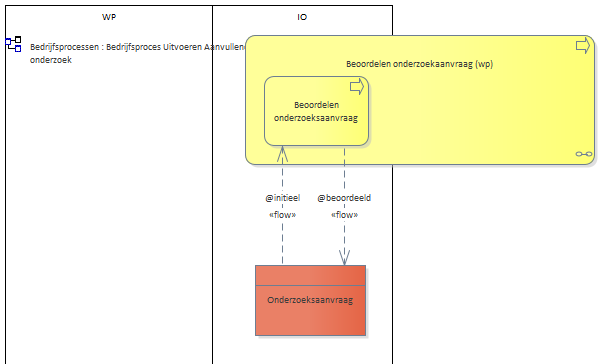 WP
IO
Bedrijfsprocessen : Bedrijfsproces Uitvoeren Aanvullend
onderzoek
Beoordelen onderzoekaanvraag (wp)
Beoordelen
onderzoeksaanvraag
@initieel
«flow»
@beoordeeld
«flow»
Onderzoeksaanvraag